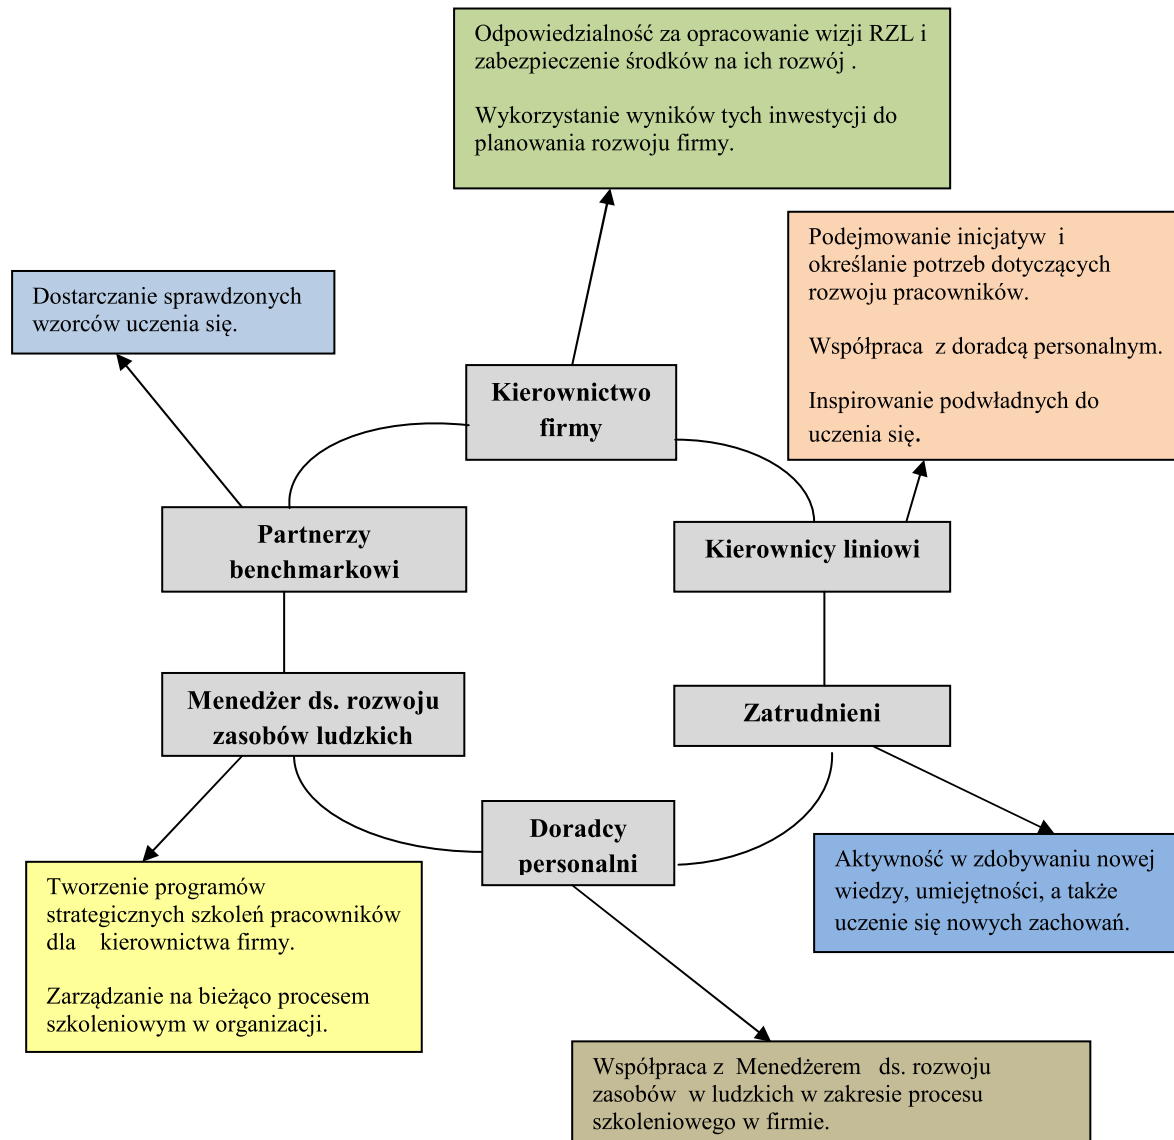 Odpowiedzialność za opracowanie wizji RZL i
zabezpieczenie środków na ich rozwój .
Wykorzystanie wyników tych inwestycji do
planowania rozwoju firmy.
Podejmowanie inicjatyw i
określanie potrzeb dotyczących
rozwoju pracowników.
Współpraca z doradcą personalnym.
Inspirowanie podwładnych do
uczenia się.
Dostarczanie sprawdzonych
wzorców uczenia się.
Kierownictwo
firmy
Partnerzy
benchmarkowi
Kierownicy liniowi
Menedżer ds. rozwoju
zasobów ludzkich
Zatrudnieni
Doradcy
personalni
Aktywność w zdobywaniu nowej
wiedzy, umiejętności, a także
uczenie się nowych zachowań.
Tworzenie programów
strategicznych szkoleń pracowników
dla kierownictwa firmy.
Zarządzanie na bieżąco procesem
szkoleniowym w organizacji.
Współpraca z Menedżerem ds. rozwoju
zasobów w ludzkich w zakresie procesu
szkoleniowego w firmie.